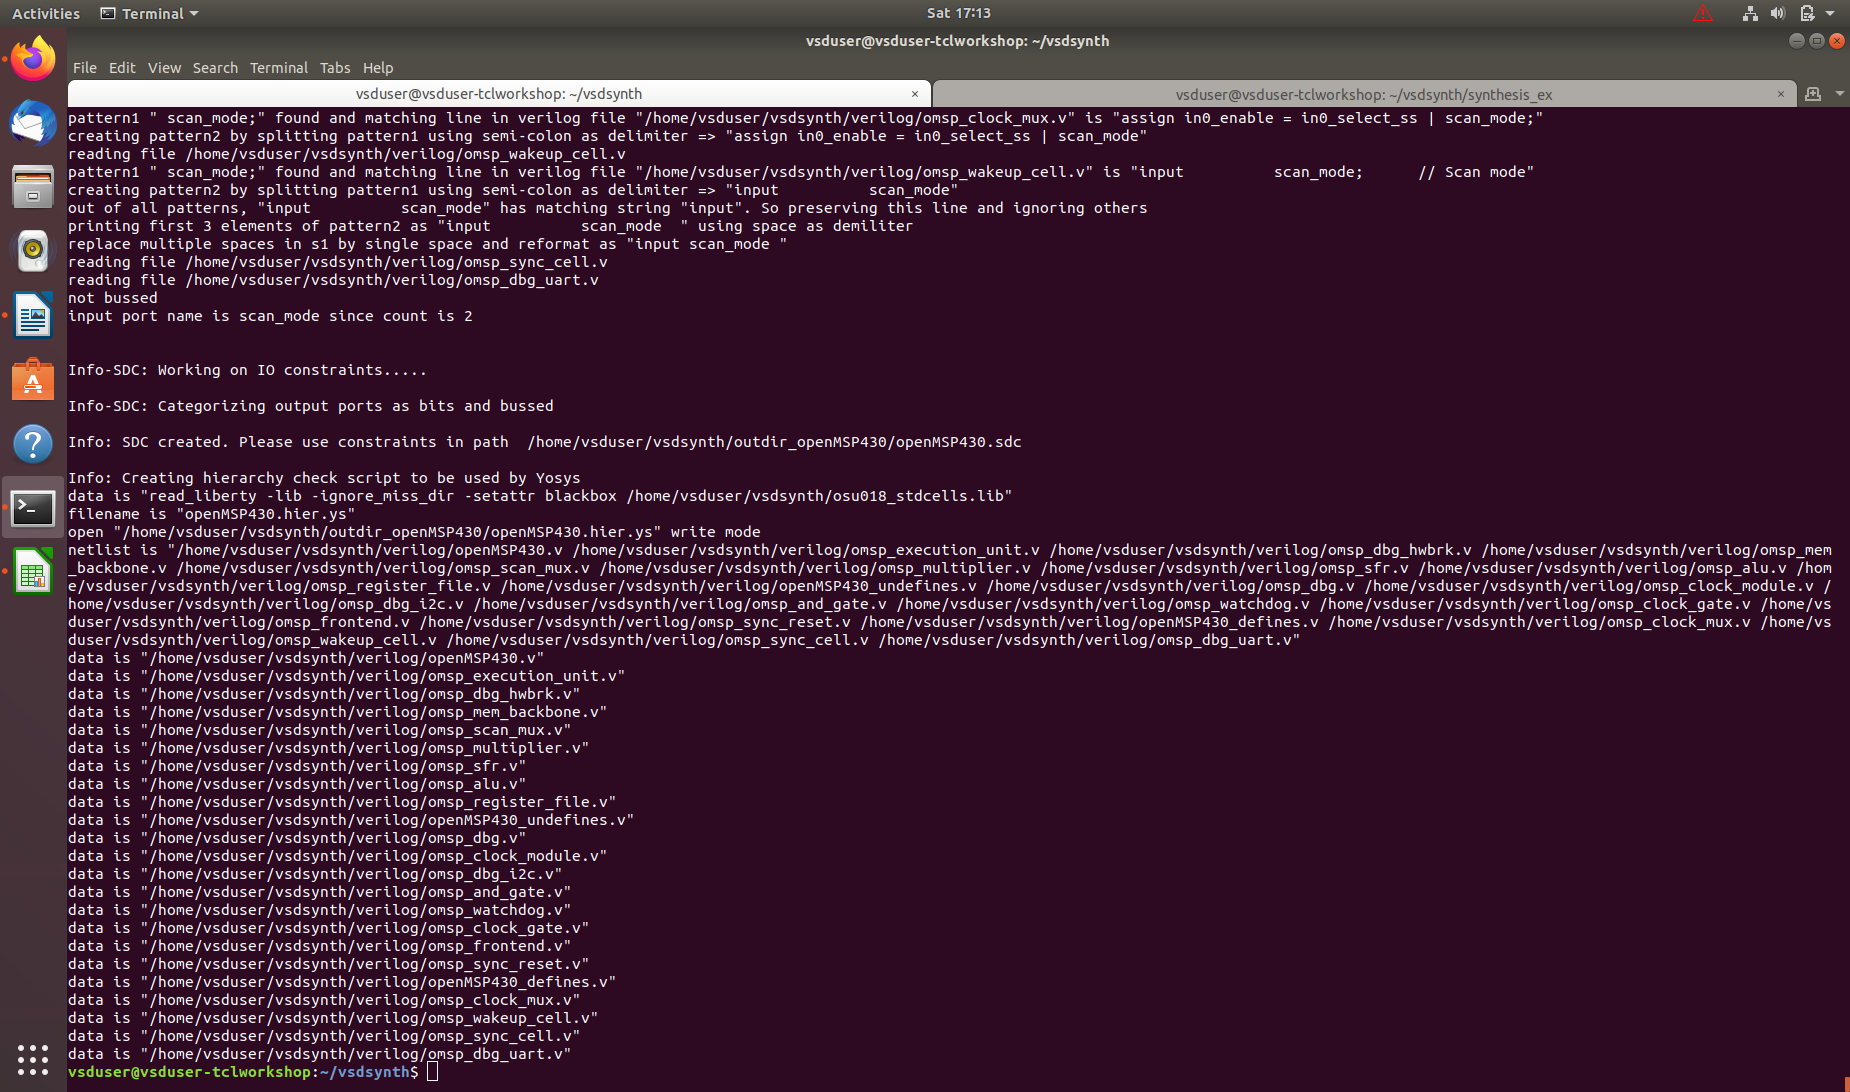 Activities Terminal Sat 17:13
vsduser@vsduser-tclworkshop: ~/vsdsynth
File Edit View Search Terminal Tabs Help
vsduser@vsduser-tclworkshop: ~/vsdsynth × vsduser@vsduser-tclworkshop: ~/vsdsynth/synthesis_ex ×
pattern1 " scan_mode;" found and matching line in verilog file "/home/vsduser/vsdsynth/verilog/omsp_clock_mux.v" is "assign in0_enable = in0_select_ss | scan_mode;"
creating pattern2 by splitting pattern1 using semi-colon as delimiter => "assign in0_enable = in0_select_ss | scan_mode"
reading file /home/vsduser/vsdsynth/verilog/omsp_wakeup_cell.v
pattern1 " scan_mode;" found and matching line in verilog file "/home/vsduser/vsdsynth/verilog/omsp_wakeup_cell.v" is "input          scan_mode;      // Scan mode"
creating pattern2 by splitting pattern1 using semi-colon as delimiter => "input          scan_mode"
out of all patterns, "input          scan_mode" has matching string "input". So preserving this line and ignoring others
printing first 3 elements of pattern2 as "input          scan_mode  " using space as demiliter
replace multiple spaces in s1 by single space and reformat as "input scan_mode "
reading file /home/vsduser/vsdsynth/verilog/omsp_sync_cell.v
reading file /home/vsduser/vsdsynth/verilog/omsp_dbg_uart.v
not bussed
input port name is scan_mode since count is 2
Info-SDC: Working on IO constraints.....
Info-SDC: Categorizing output ports as bits and bussed
Info: SDC created. Please use constraints in path  /home/vsduser/vsdsynth/outdir_openMSP430/openMSP430.sdc
Info: Creating hierarchy check script to be used by Yosys
data is "read_liberty -lib -ignore_miss_dir -setattr blackbox /home/vsduser/vsdsynth/osu018_stdcells.lib"
filename is "openMSP430.hier.ys"
open "/home/vsduser/vsdsynth/outdir_openMSP430/openMSP430.hier.ys" write mode
netlist is "/home/vsduser/vsdsynth/verilog/openMSP430.v /home/vsduser/vsdsynth/verilog/omsp_execution_unit.v /home/vsduser/vsdsynth/verilog/omsp_dbg_hwbrk.v /home/vsduser/vsdsynth/verilog/omsp_mem
_backbone.v /home/vsduser/vsdsynth/verilog/omsp_scan_mux.v /home/vsduser/vsdsynth/verilog/omsp_multiplier.v /home/vsduser/vsdsynth/verilog/omsp_sfr.v /home/vsduser/vsdsynth/verilog/omsp_alu.v /hom
e/vsduser/vsdsynth/verilog/omsp_register_file.v /home/vsduser/vsdsynth/verilog/openMSP430_undefines.v /home/vsduser/vsdsynth/verilog/omsp_dbg.v /home/vsduser/vsdsynth/verilog/omsp_clock_module.v /
home/vsduser/vsdsynth/verilog/omsp_dbg_i2c.v /home/vsduser/vsdsynth/verilog/omsp_and_gate.v /home/vsduser/vsdsynth/verilog/omsp_watchdog.v /home/vsduser/vsdsynth/verilog/omsp_clock_gate.v /home/vs
duser/vsdsynth/verilog/omsp_frontend.v /home/vsduser/vsdsynth/verilog/omsp_sync_reset.v /home/vsduser/vsdsynth/verilog/openMSP430_defines.v /home/vsduser/vsdsynth/verilog/omsp_clock_mux.v /home/vs
duser/vsdsynth/verilog/omsp_wakeup_cell.v /home/vsduser/vsdsynth/verilog/omsp_sync_cell.v /home/vsduser/vsdsynth/verilog/omsp_dbg_uart.v"
data is "/home/vsduser/vsdsynth/verilog/openMSP430.v"
data is "/home/vsduser/vsdsynth/verilog/omsp_execution_unit.v"
data is "/home/vsduser/vsdsynth/verilog/omsp_dbg_hwbrk.v"
data is "/home/vsduser/vsdsynth/verilog/omsp_mem_backbone.v"
data is "/home/vsduser/vsdsynth/verilog/omsp_scan_mux.v"
data is "/home/vsduser/vsdsynth/verilog/omsp_multiplier.v"
data is "/home/vsduser/vsdsynth/verilog/omsp_sfr.v"
data is "/home/vsduser/vsdsynth/verilog/omsp_alu.v"
data is "/home/vsduser/vsdsynth/verilog/omsp_register_file.v"
data is "/home/vsduser/vsdsynth/verilog/openMSP430_undefines.v"
data is "/home/vsduser/vsdsynth/verilog/omsp_dbg.v"
data is "/home/vsduser/vsdsynth/verilog/omsp_clock_module.v"
data is "/home/vsduser/vsdsynth/verilog/omsp_dbg_i2c.v"
data is "/home/vsduser/vsdsynth/verilog/omsp_and_gate.v"
data is "/home/vsduser/vsdsynth/verilog/omsp_watchdog.v"
data is "/home/vsduser/vsdsynth/verilog/omsp_clock_gate.v"
data is "/home/vsduser/vsdsynth/verilog/omsp_frontend.v"
data is "/home/vsduser/vsdsynth/verilog/omsp_sync_reset.v"
data is "/home/vsduser/vsdsynth/verilog/openMSP430_defines.v"
data is "/home/vsduser/vsdsynth/verilog/omsp_clock_mux.v"
data is "/home/vsduser/vsdsynth/verilog/omsp_wakeup_cell.v"
data is "/home/vsduser/vsdsynth/verilog/omsp_sync_cell.v"
data is "/home/vsduser/vsdsynth/verilog/omsp_dbg_uart.v"
vsduser@vsduser-tclworkshop:~/vsdsynth$